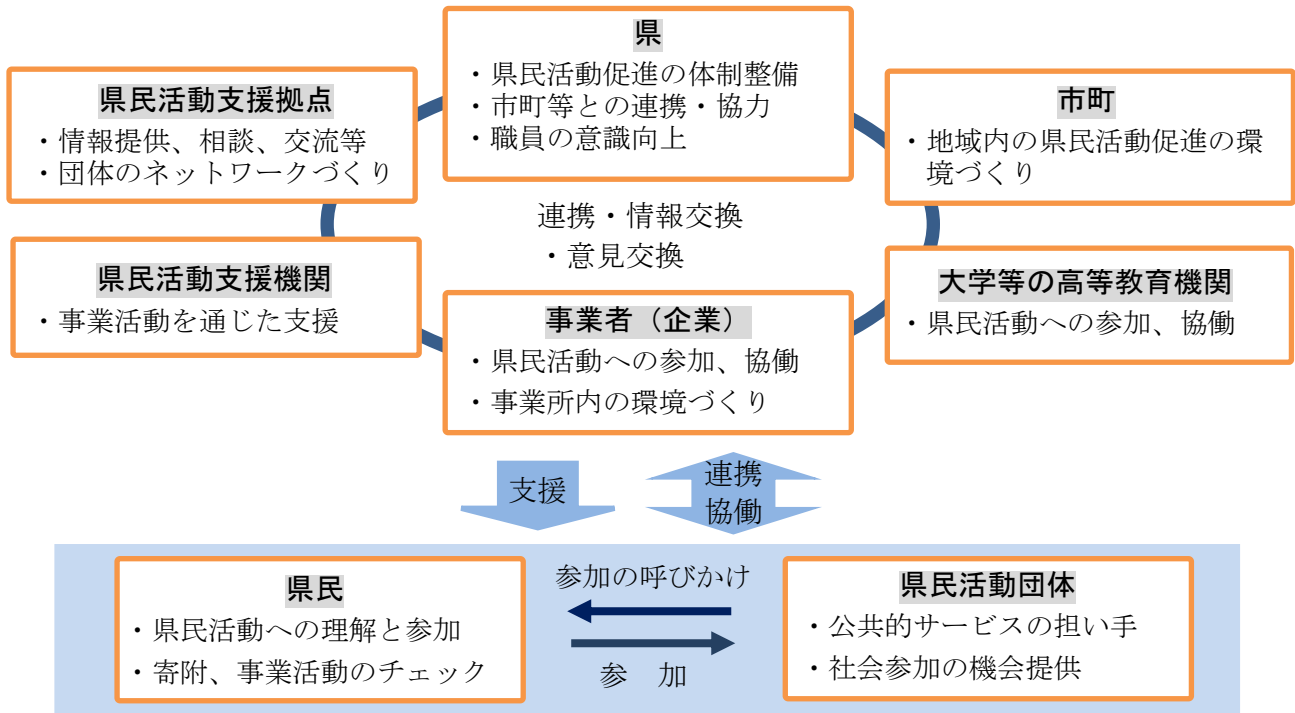 県
・県民活動促進の体制整備
・市町等との連携・協力
・職員の意識向上
県民活動支援拠点
・情報提供、相談、交流等
・団体のネットワークづくり
市町
・地域内の県民活動促進の環
境づくり
連携・情報交換
・意見交換
県民活動支援機関
・事業活動を通じた支援
事業者（企業）
・県民活動への参加、協働
・事業所内の環境づくり
大学等の高等教育機関
・県民活動への参加、協働
支援
連携
協働
県民
・県民活動への理解と参加
・寄附、事業活動のチェック
参加の呼びかけ
参　加
県民活動団体
・公共的サービスの担い手
・社会参加の機会提供